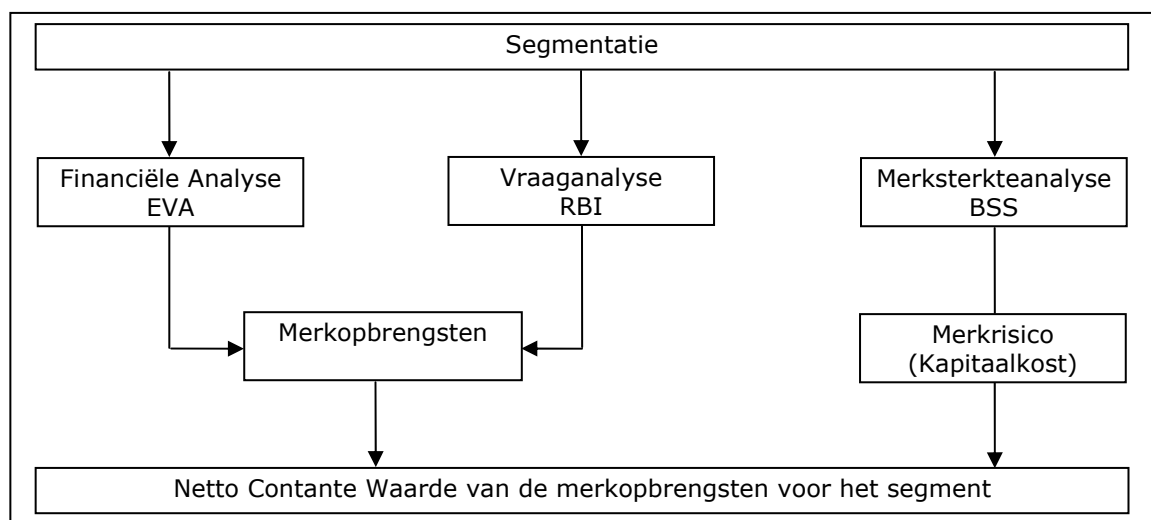 Segmentatie
Financiële Analyse
EVA
Vraaganalyse
RBI
Merksterkteanalyse
BSS
Merkopbrengsten
Merkrisico
(Kapitaalkost)
Netto Contante Waarde van de merkopbrengsten voor het segment